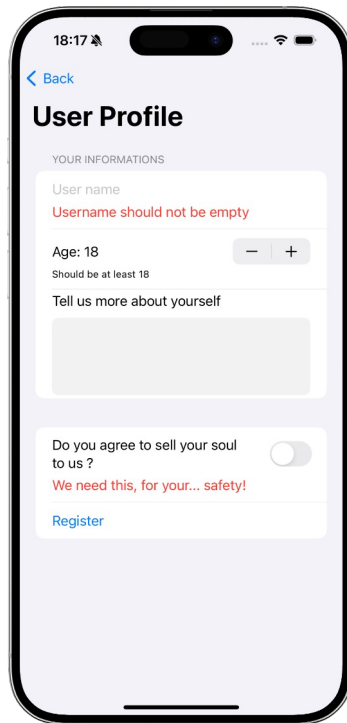 18:17
Back
User Profile
YOUR INFORMATIONS
User name
Username should not be empty
Age: 18
Should be at least 18
Tell us more about yourself
Do you agree to sell your soul
to us ?
We need this, for your... safety!
Register